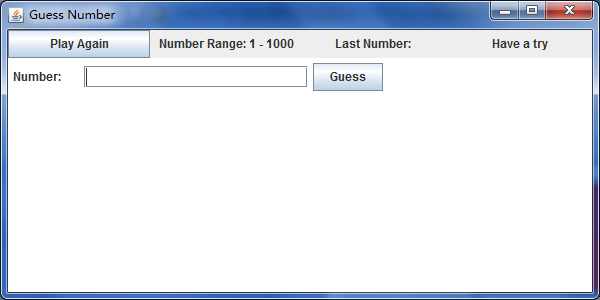 Guess Number
Play Again Number Range: 1 - 1000 Last Number: Have a try
Number: Guess